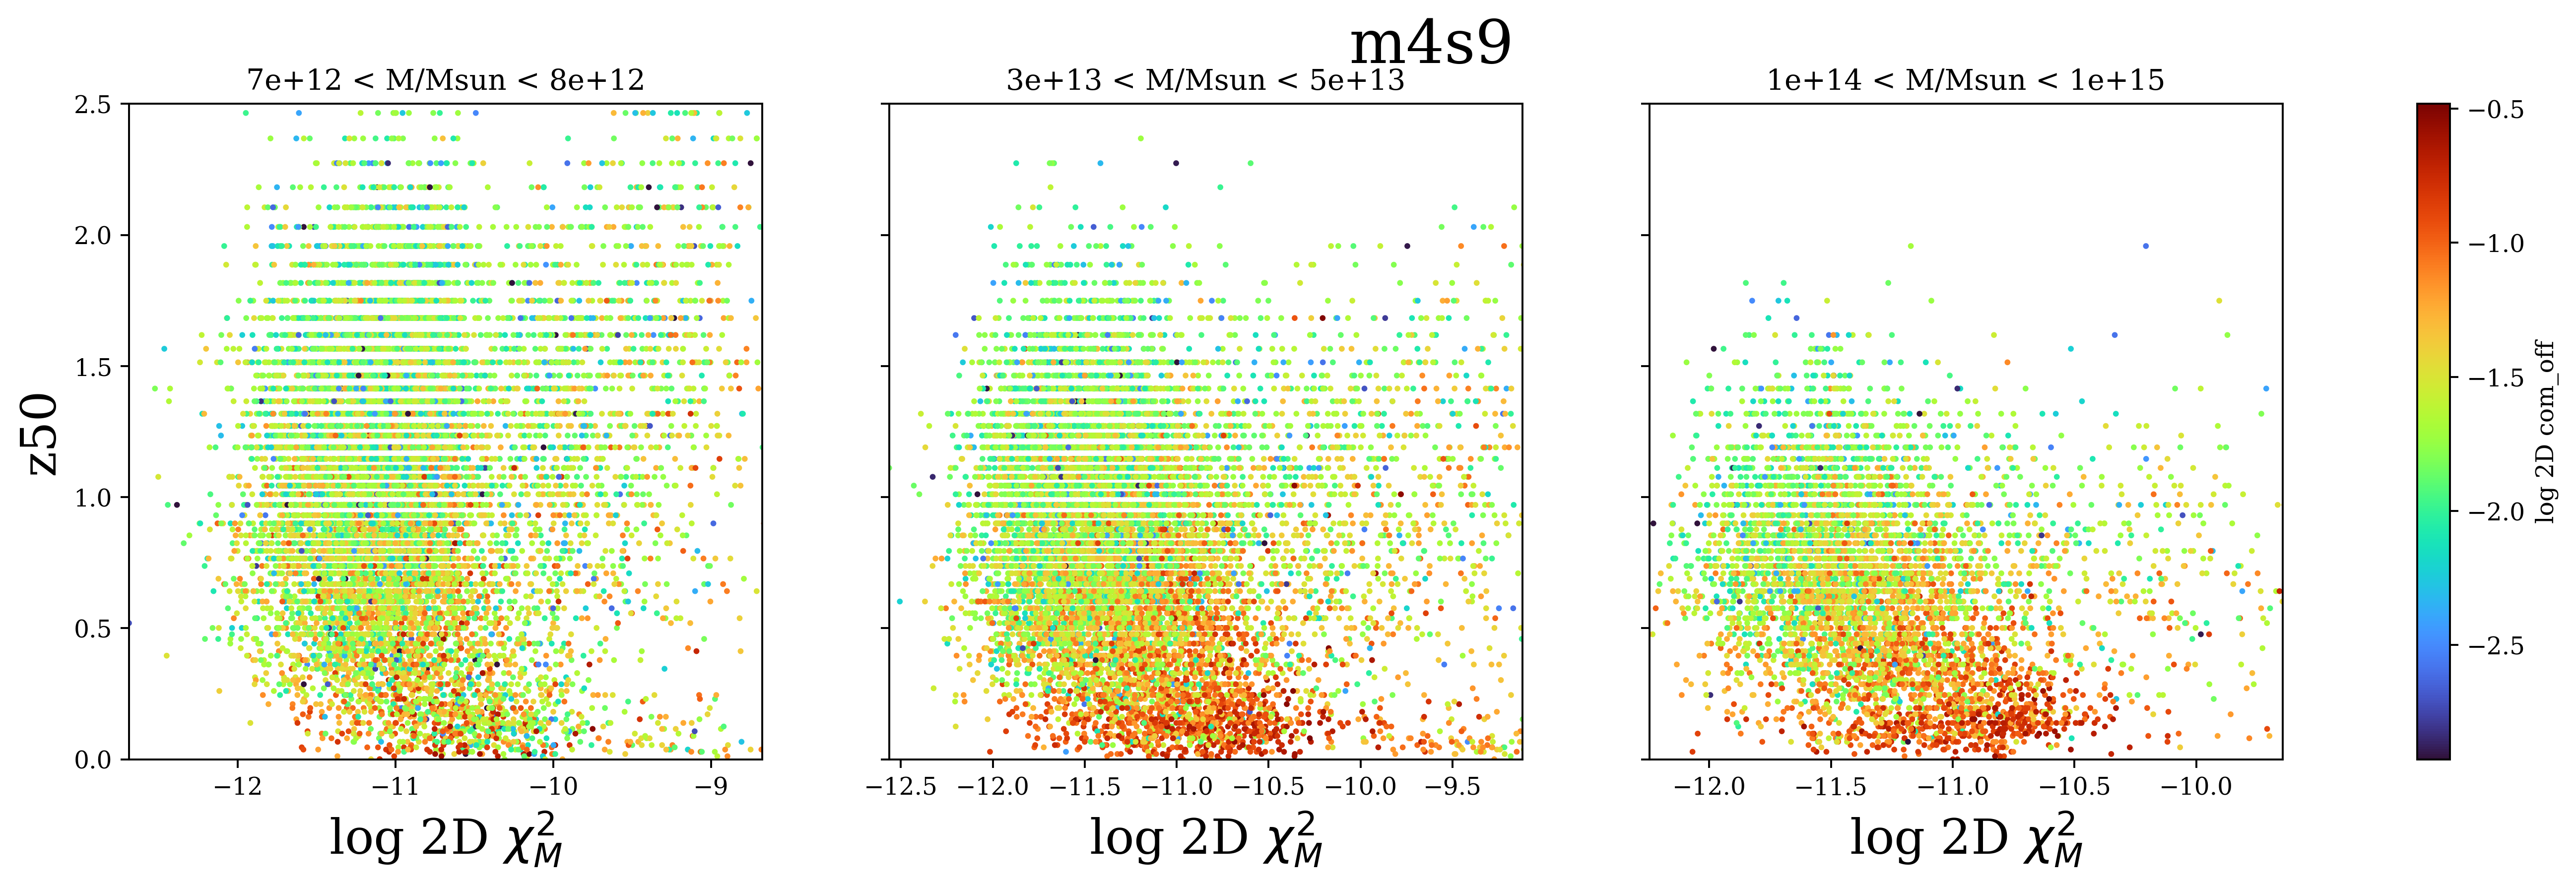 m4s9
7e+12 < M/Msun < 8e+12
3e+13 < M/Msun < 5e+13
1e+14 < M/Msun < 1e+15
z50
2.5
2.0
1.5
1.0
0.5
0.0
−12 −11 −10 −9
−12.5 −12.0 −11.5 −11.0 −10.5 −10.0 −9.5
−12.0 −11.5 −11.0 −10.5 −10.0
log 2D χ²_M
log 2D χ²_M
log 2D χ²_M
−0.5
−1.0
−1.5
−2.0
−2.5
log 2D com_off